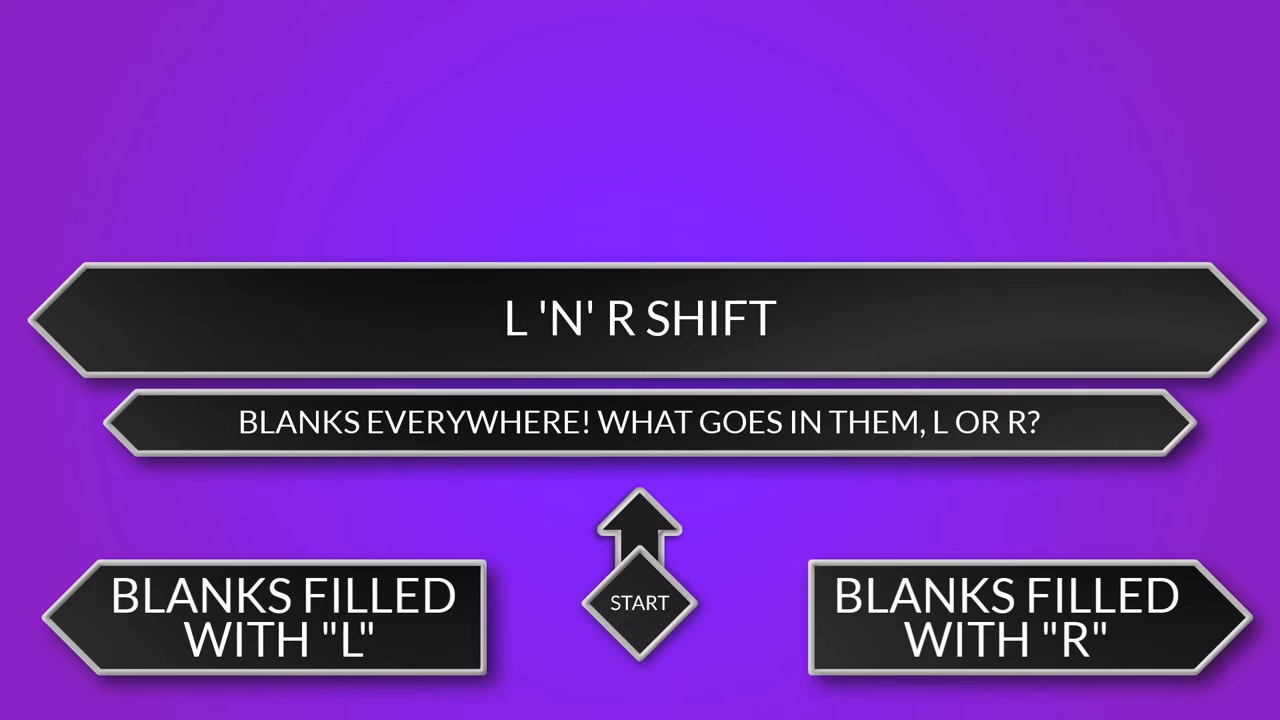 L 'N' R SHIFT
BLANKS EVERYWHERE! WHAT GOES IN THEM, L OR R?
BLANKS FILLED
WITH "L"
START
BLANKS FILLED
WITH "R"